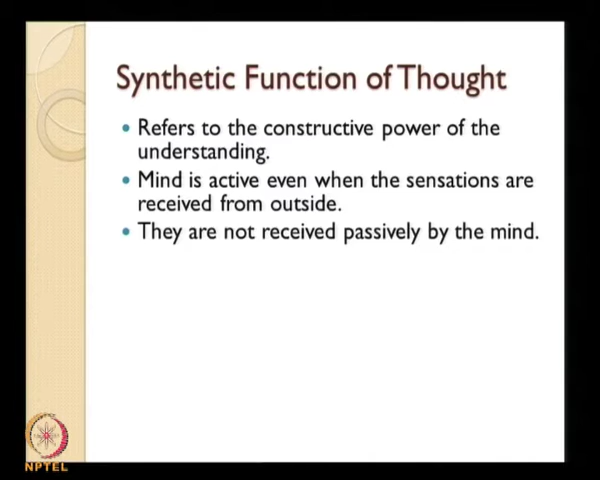 Synthetic Function of Thought
• Refers to the constructive power of the
understanding.
• Mind is active even when the sensations are
received from outside.
• They are not received passively by the mind.
NPTEL